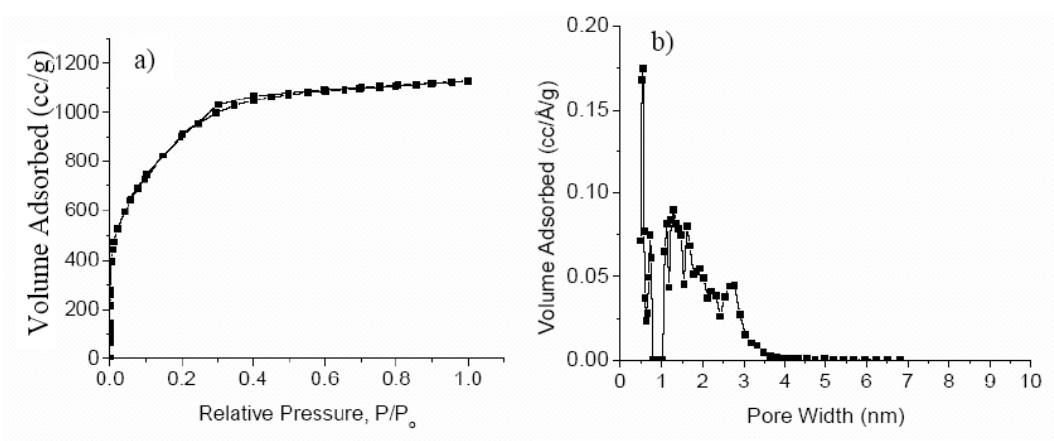 a)
Volume Adsorbed (cc/g)
1200
1000
800
600
400
200
0
0.0 0.2 0.4 0.6 0.8 1.0
Relative Pressure, P/Pₒ
b)
Volume Adsorbed (cc/Å/g)
0.20
0.15
0.10
0.05
0.00
0 1 2 3 4 5 6 7 8 9 10
Pore Width (nm)